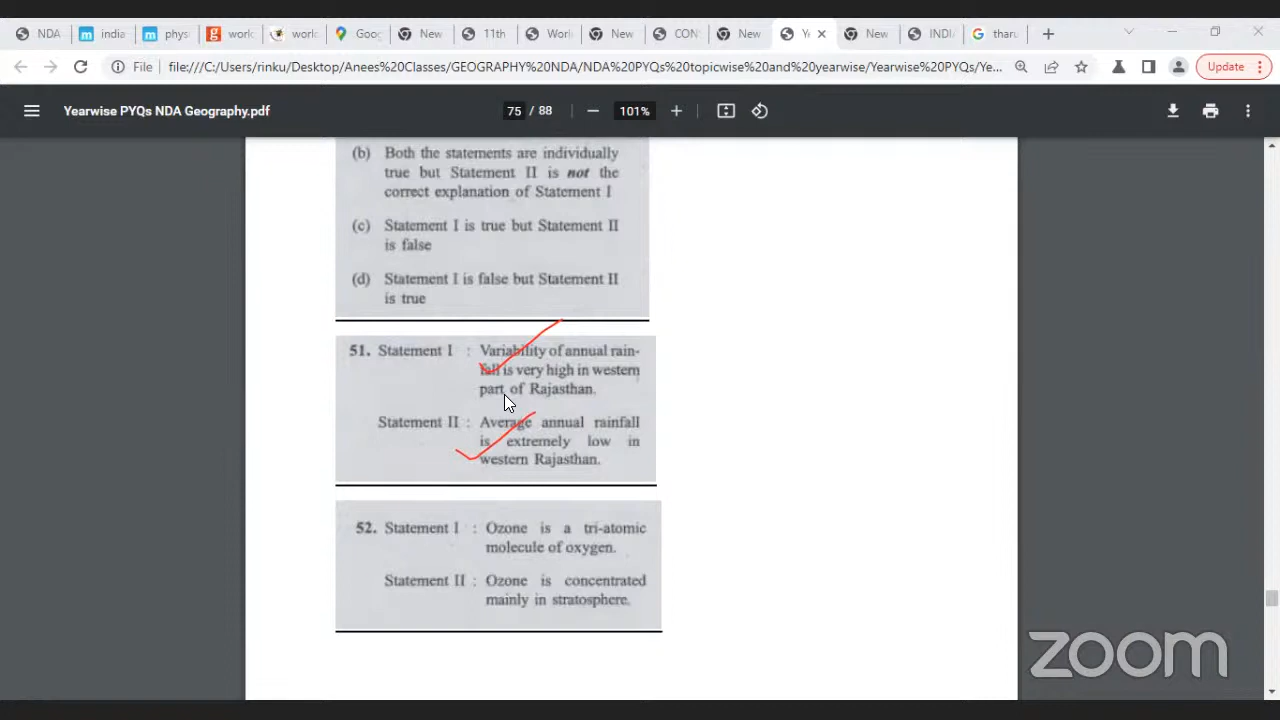 NDA
india
phys
work
work
Goog
New
11th
Worl
New
CON
New
Ye
New
INDI
tharu
File
file:///C:/Users/rinku/Desktop/Anees%20Classes/GEOGRAPHY%20NDA/NDA%20PYQs%20topicwise%20and%20yearwise/Yearwise%20PYQs/Ye...
Update
Yearwise PYQs NDA Geography.pdf
75 / 88
101%
(b) Both the statements are individually
true but Statement II is not the
correct explanation of Statement I
(c) Statement I is true but Statement II
is false
(d) Statement I is false but Statement II
is true
51. Statement I : Variability of annual rain-
fall is very high in western
part of Rajasthan.
Statement II : Average annual rainfall
is extremely low in
western Rajasthan.
52. Statement I : Ozone is a tri-atomic
molecule of oxygen.
Statement II : Ozone is concentrated
mainly in stratosphere.
zoom